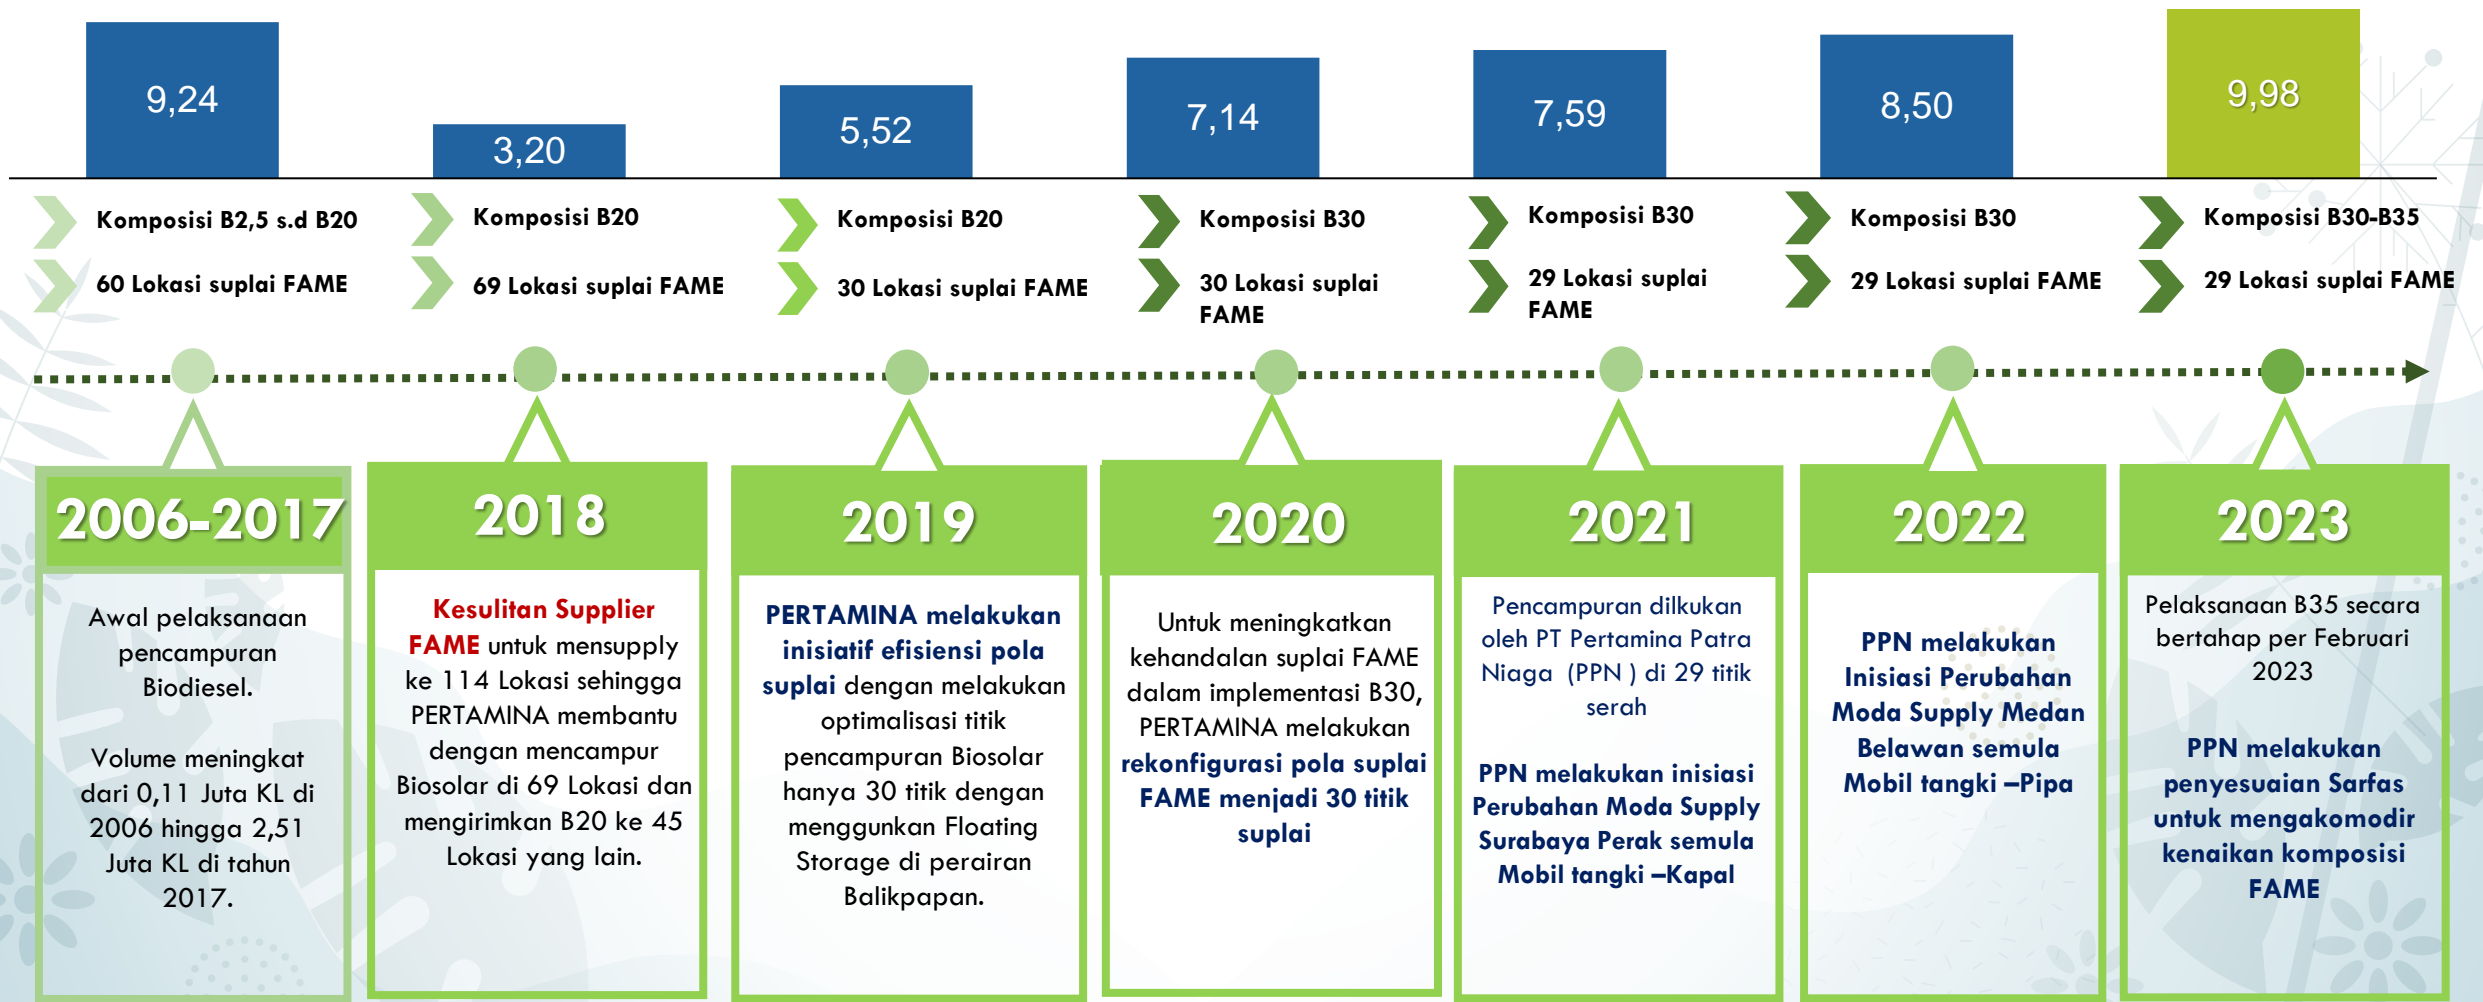 9,24
3,20
5,52
7,14
7,59
8,50
9,98
Komposisi B2,5 s.d B20
60 Lokasi suplai FAME
Komposisi B20
69 Lokasi suplai FAME
Komposisi B20
30 Lokasi suplai FAME
Komposisi B30
30 Lokasi suplai
FAME
Komposisi B30
29 Lokasi suplai
FAME
Komposisi B30
29 Lokasi suplai FAME
Komposisi B30-B35
29 Lokasi suplai FAME
2006-2017
Awal pelaksanaan
pencampuran
Biodiesel.
Volume meningkat
dari 0,11 Juta KL di
2006 hingga 2,51
Juta KL di tahun
2017.
2018
Kesulitan Supplier
FAME untuk mensupply
ke 114 Lokasi sehingga
PERTAMINA membantu
dengan mencampur
Biosolar di 69 Lokasi dan
mengirimkan B20 ke 45
Lokasi yang lain.
2019
PERTAMINA melakukan
inisiatif efisiensi pola
suplai dengan melakukan
optimalisasi titik
pencampuran Biosolar
hanya 30 titik dengan
menggunkan Floating
Storage di perairan
Balikpapan.
2020
Untuk meningkatkan
kehandalan suplai FAME
dalam implementasi B30,
PERTAMINA melakukan
rekonfigurasi pola suplai
FAME menjadi 30 titik
suplai
2021
Pencampuran dilkukan
oleh PT Pertamina Patra
Niaga (PPN ) di 29 titik
serah
PPN melakukan inisiasi
Perubahan Moda Supply
Surabaya Perak semula
Mobil tangki –Kapal
2022
PPN melakukan
Inisiasi Perubahan
Moda Supply Medan
Belawan semula
Mobil tangki –Pipa
2023
Pelaksanaan B35 secara
bertahap per Februari
2023
PPN melakukan
penyesuaian Sarfas
untuk mengakomodir
kenaikan komposisi
FAME